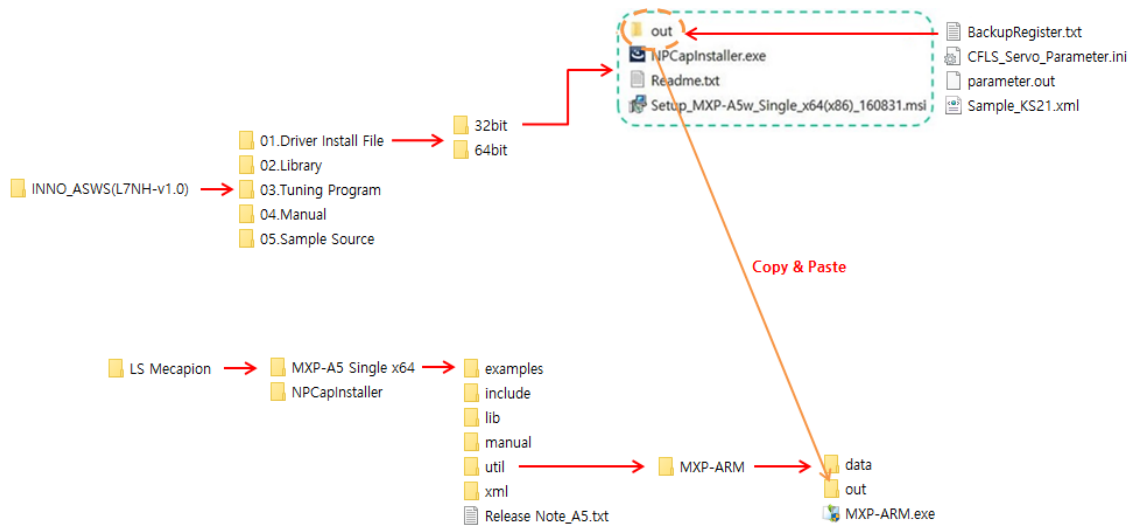 out
NPCapInstaller.exe
Readme.txt
Setup_MXP-A5w_Single_x64(x86)_160831.msi
BackupRegister.txt
CFLS_Servo_Parameter.ini
parameter.out
Sample_KS21.xml
32bit
64bit
01.Driver Install File
02.Library
03.Tuning Program
04.Manual
05.Sample Source
INNO_ASWS(L7NH-v1.0)
Copy & Paste
LS Mecapion
MXP-A5 Single x64
NPCapInstaller
examples
include
lib
manual
util
xml
Release Note_A5.txt
MXP-ARM
data
out
MXP-ARM.exe